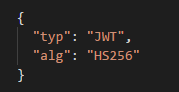 {
"typ": "JWT",
"alg": "HS256"
}